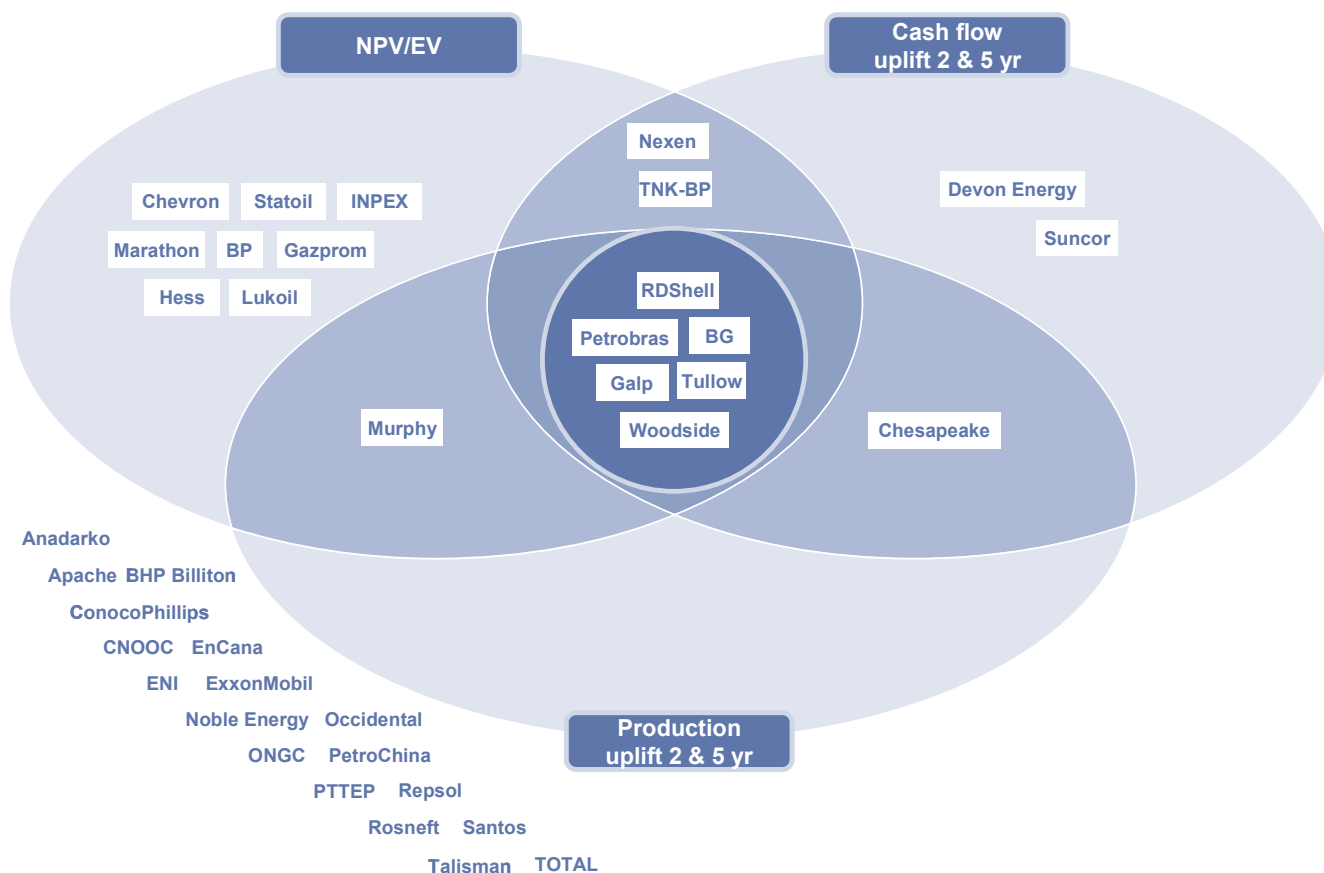 NPV/EV
Cash flow
uplift 2 & 5 yr
Nexen
TNK-BP
Devon Energy
Suncor
Chevron Statoil INPEX
Marathon BP Gazprom
Hess Lukoil
RDShell
Petrobras BG
Galp Tullow
Woodside
Murphy
Chesapeake
Anadarko
Apache BHP Billiton
ConocoPhillips
CNOOC EnCana
ENI ExxonMobil
Noble Energy Occidental
ONGC PetroChina
PTTEP Repsol
Rosneft Santos
Talisman TOTAL
Production
uplift 2 & 5 yr